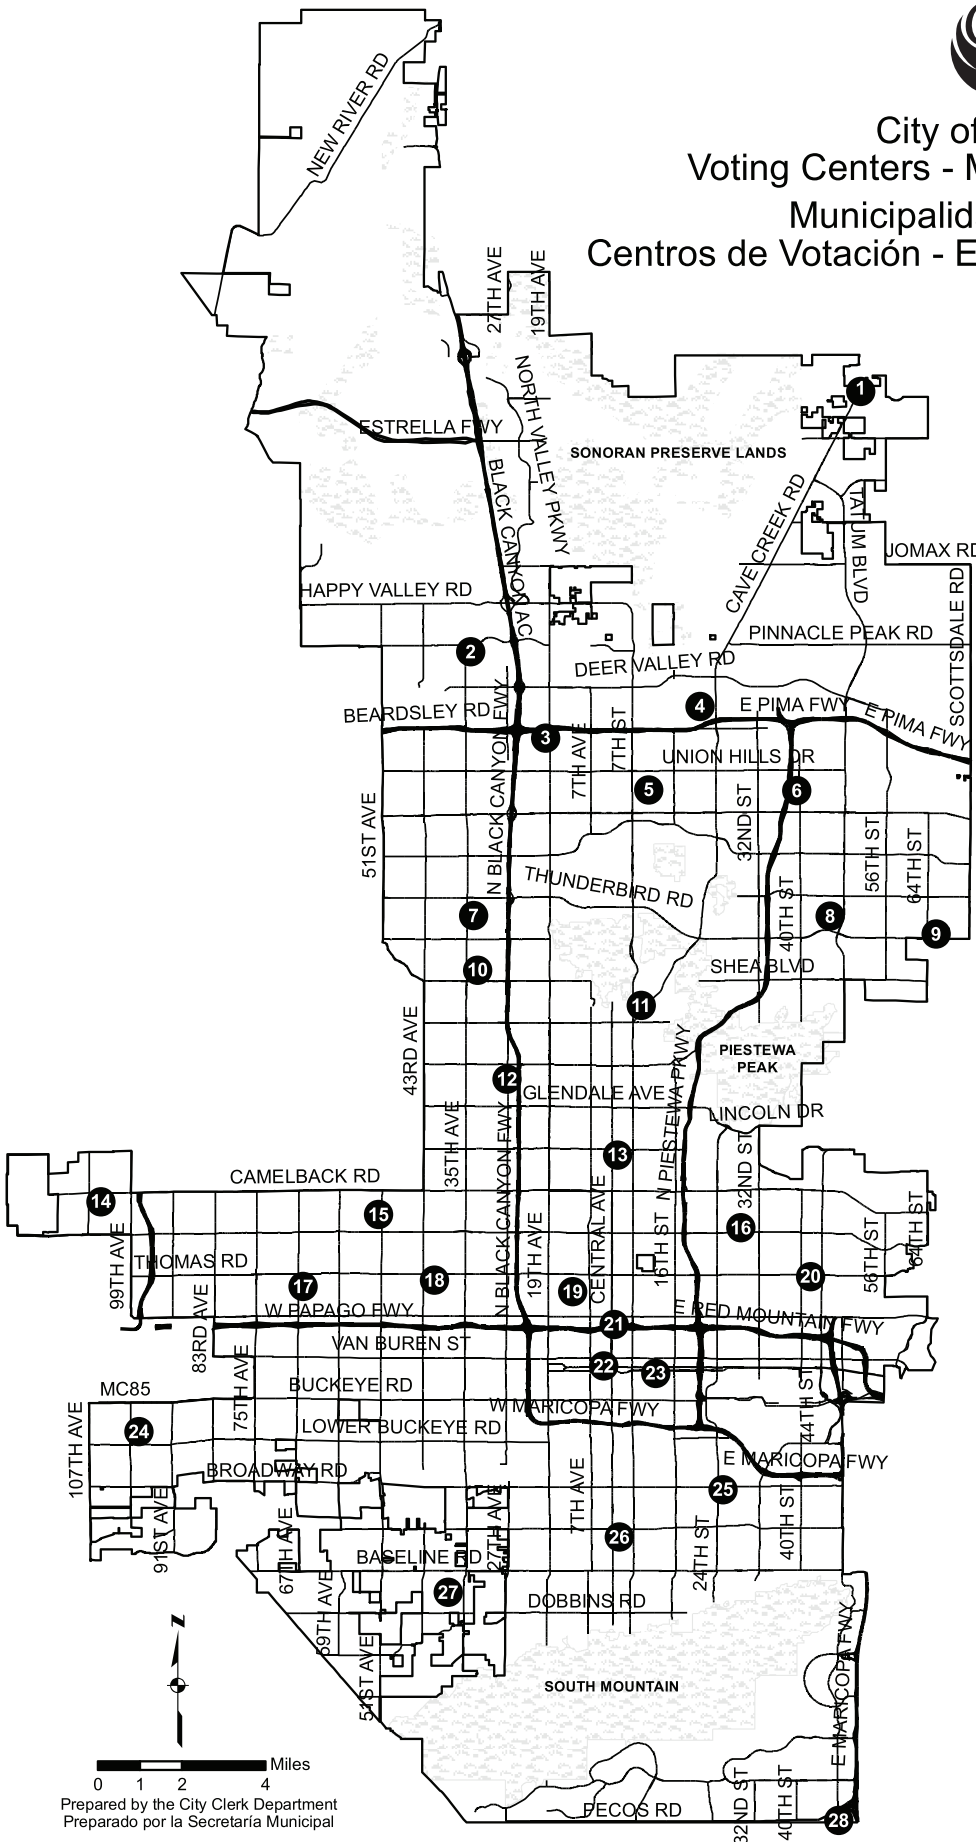 City of
Voting Centers -
Municipalid
Centros de Votación - E
NEW RIVER RD
27TH AVE
19TH AVE
NORTH VALLEY PKWY
1
ESTRELLA FWY
SONORAN PRESERVE LANDS
BLACK CANYON AC
CAVE CREEK RD
TATUM BLVD
JOMAX RD
HAPPY VALLEY RD
SCOTTSDALE RD
PINNACLE PEAK RD
2
DEER VALLEY RD
4
E PIMA FWY
E PIMA FWY
BEARDSLEY RD
3
7TH AVE
7TH ST
N BLACK CANYON FWY
UNION HILLS DR
5
6
51ST AVE
32ND ST
56TH ST
64TH ST
THUNDERBIRD RD
40TH ST
7
8
9
10
SHEA BLVD
11
43RD AVE
PIESTEWA
PEAK
12
GLENDALE AVE
N PIESTEWA PKWY
LINCOLN DR
35TH AVE
N BLACK CANYON FWY
13
32ND ST
CAMELBACK RD
14
15
16
19TH AVE
CENTRAL AVE
16TH ST
56TH ST
64TH ST
99TH AVE
THOMAS RD
17
18
19
20
83RD AVE
W PAPAGO FWY
21
E RED MOUNTAIN FWY
VAN BUREN ST
22
23
75TH AVE
MC85
BUCKEYE RD
W MARICOPA FWY
44TH ST
107TH AVE
24
LOWER BUCKEYE RD
BROADWAY RD
E MARICOPA FWY
25
91ST AVE
67TH AVE
27TH AVE
7TH AVE
26
24TH ST
40TH ST
BASELINE RD
27
DOBBINS RD
59TH AVE
51ST AVE
SOUTH MOUNTAIN
E MARICOPA FWY
Z
Miles
0 1 2 4
Prepared by the City Clerk Department
Preparado por la Secretaría Municipal
PECOS RD
32ND ST
40TH ST
28